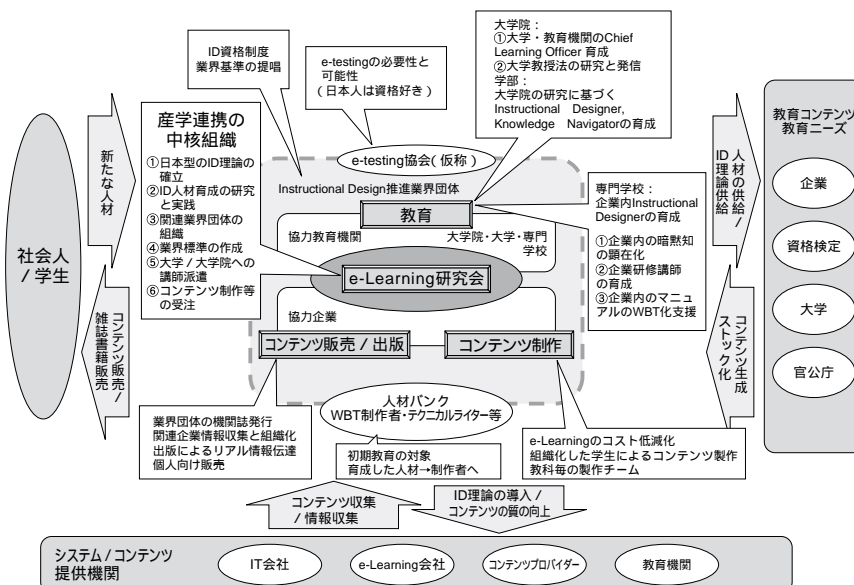 ID資格制度
業界基準の提唱
e-testingの必要性と
可能性
(日本人は資格好き)
大学院:
①大学・教育機関のChief
Learning Officer 育成
②大学教授法の研究と発信
学部:
大学院の研究に基づく
Instructional Designer,
Knowledge Navigatorの育成
産学連携の
中核組織
①日本型のID理論の
確立
②ID人材育成の研究
と実践
③関連業界団体の
組織
④業界標準の作成
⑤大学/大学院への
講師派遣
⑥コンテンツ制作等
の受注
社会人
/学生
新たな人材
コンテンツ販売/
雑誌書籍販売
e-testing協会(仮称)
Instructional Design推進業界団体
教育
協力教育機関
大学院・大学・専門
学校
e-Learning研究会
協力企業
コンテンツ販売/出版
コンテンツ制作
専門学校:
企業内Instructional
Designerの育成
①企業内の暗黙知
の顕在化
②企業研修講師
の育成
③企業内のマニュ
アルのWBT化支援
人材の供給/
ID理論供給
コンテンツ生成
ストック化
教育コンテンツ
教育ニーズ
企業
資格検定
大学
官公庁
人材バンク
WBT制作者・テクニカルライター等
業界団体の機関誌発行
関連企業情報収集と組織化
出版によるリアル情報伝達
個人向け販売
初期教育の対象
育成した人材→制作者へ
e-Learningのコスト低減化
組織化した学生によるコンテンツ製作
教科毎の製作チーム
コンテンツ収集
/情報収集
ID理論の導入/
コンテンツの質の向上
システム/コンテンツ
提供機関
IT会社
e-Learning会社
コンテンツプロバイダー
教育機関